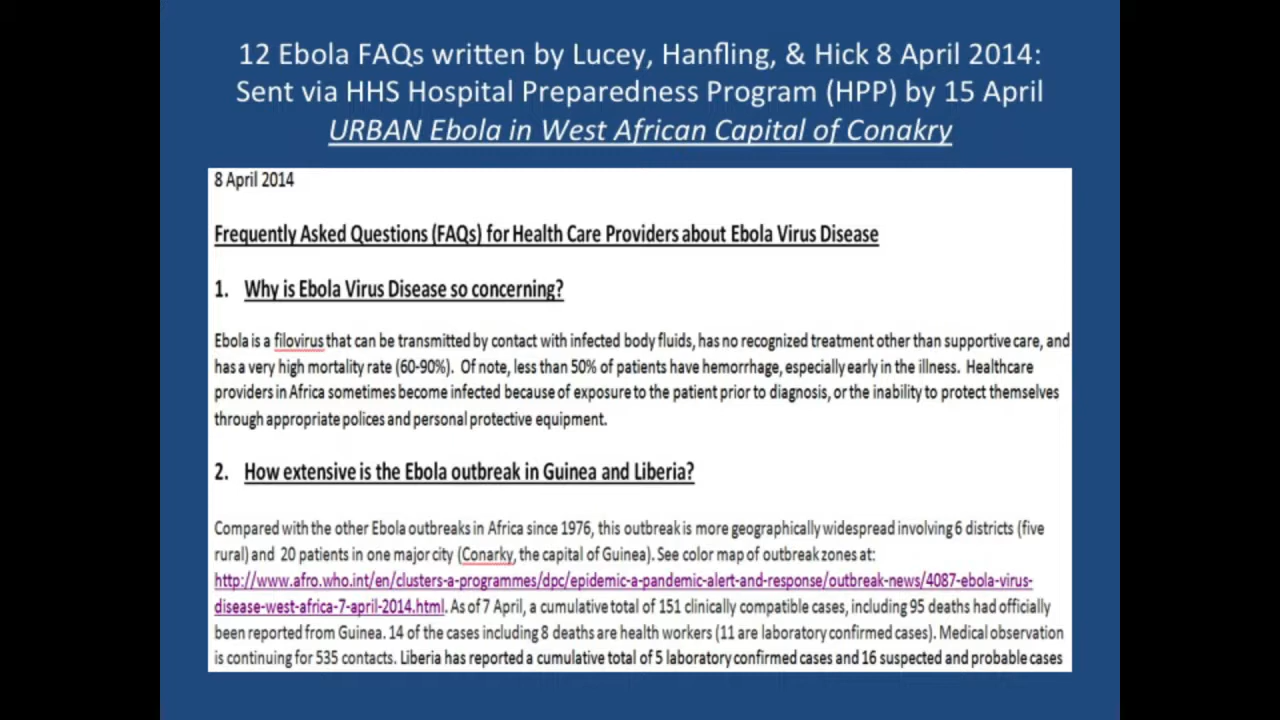 12 Ebola FAQs written by Lucey, Hanfling, & Hick 8 April 2014:
Sent via HHS Hospital Preparedness Program (HPP) by 15 April
URBAN Ebola in West African Capital of Conakry
8 April 2014
Frequently Asked Questions (FAQs) for Health Care Providers about Ebola Virus Disease
1. Why is Ebola Virus Disease so concerning?
Ebola is a filovirus that can be transmitted by contact with infected body fluids, has no recognized treatment other than supportive care, and
has a very high mortality rate (60-90%). Of note, less than 50% of patients have hemorrhage, especially early in the illness. Healthcare
providers in Africa sometimes become infected because of exposure to the patient prior to diagnosis, or the inability to protect themselves
through appropriate polices and personal protective equipment.
2. How extensive is the Ebola outbreak in Guinea and Liberia?
Compared with the other Ebola outbreaks in Africa since 1976, this outbreak is more geographically widespread involving 6 districts (five
rural) and 20 patients in one major city (Conarky, the capital of Guinea). See color map of outbreak zones at:
http://www.afro.who.int/en/clusters-a-programmes/dpc/epidemic-a-pandemic-alert-and-response/outbreak-news/4087-ebola-virus-
disease-west-africa-7-april-2014.html. As of 7 April, a cumulative total of 151 clinically compatible cases, including 95 deaths had officially
been reported from Guinea. 14 of the cases including 8 deaths are health workers (11 are laboratory confirmed cases). Medical observation
is continuing for 535 contacts. Liberia has reported a cumulative total of 5 laboratory confirmed cases and 16 suspected and probable cases